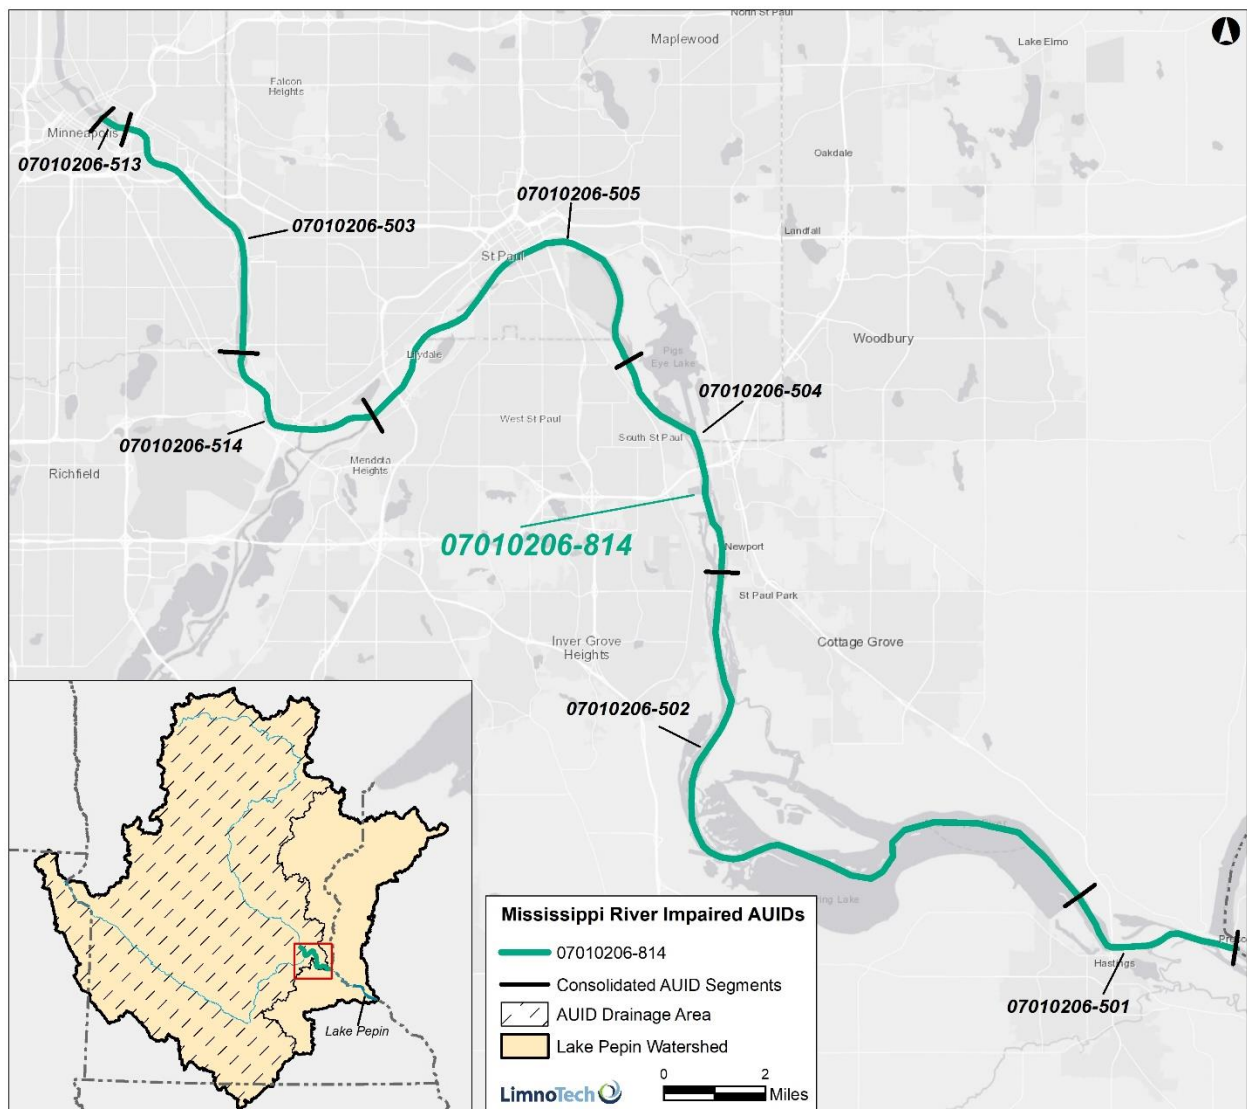 North St Paul
Maplewood
Lake Elmo
Falcon
Heights
Minneapolis
07010206-513
Oakdale
07010206-505
07010206-503
Landfall
St Paul
Woodbury
Lilydale
Pigs
Eye Lake
07010206-504
West St Paul
07010206-514
South St Paul
Richfield
Mendota
Heights
07010206-814
Newport
St Paul Park
Inver Grove
Heights
Cottage Grove
07010206-502
Lake Pepin
Hastings
07010206-501
Mississippi River Impaired AUIDs
07010206-814
Consolidated AUID Segments
AUID Drainage Area
Lake Pepin Watershed
LimnoTech
0 2
Miles